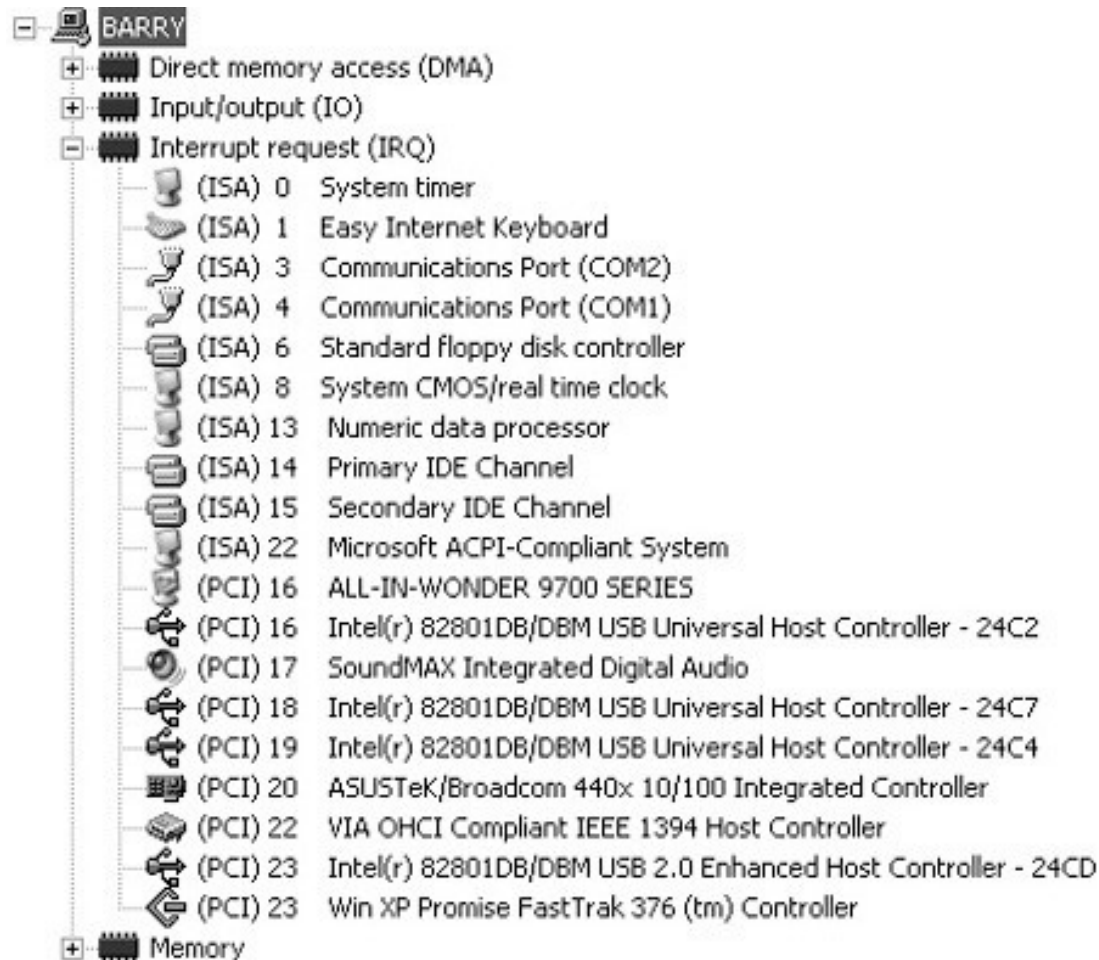 BARRY
Direct memory access (DMA)
Input/output (IO)
Interrupt request (IRQ)
(ISA) 0 System timer
(ISA) 1 Easy Internet Keyboard
(ISA) 3 Communications Port (COM2)
(ISA) 4 Communications Port (COM1)
(ISA) 6 Standard floppy disk controller
(ISA) 8 System CMOS/real time clock
(ISA) 13 Numeric data processor
(ISA) 14 Primary IDE Channel
(ISA) 15 Secondary IDE Channel
(ISA) 22 Microsoft ACPI-Compliant System
(PCI) 16 ALL-IN-WONDER 9700 SERIES
(PCI) 16 Intel(r) 82801DB/DBM USB Universal Host Controller - 24C2
(PCI) 17 SoundMAX Integrated Digital Audio
(PCI) 18 Intel(r) 82801DB/DBM USB Universal Host Controller - 24C7
(PCI) 19 Intel(r) 82801DB/DBM USB Universal Host Controller - 24C4
(PCI) 20 ASUSTeK/Broadcom 440x 10/100 Integrated Controller
(PCI) 22 VIA OHCI Compliant IEEE 1394 Host Controller
(PCI) 23 Intel(r) 82801DB/DBM USB 2.0 Enhanced Host Controller - 24CD
(PCI) 23 Win XP Promise FastTrak 376 (tm) Controller
Memory